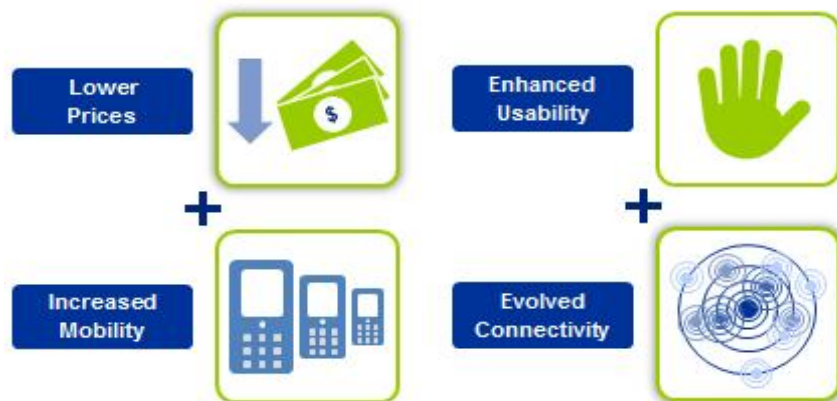 Lower
Prices
$
Enhanced
Usability
+
+
Increased
Mobility
Evolved
Connectivity